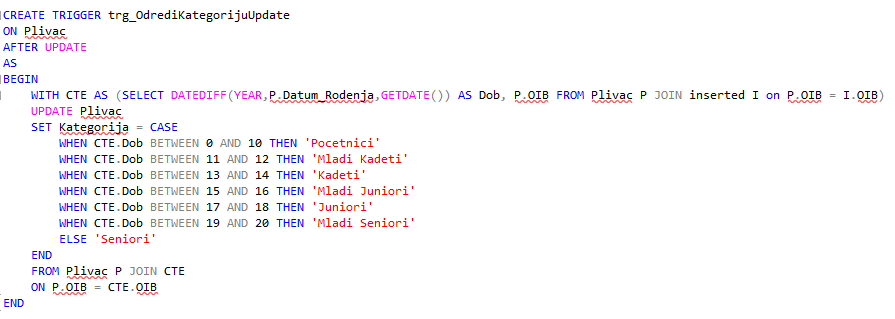 CREATE TRIGGER trg_OdrediKategorijuUpdate
ON Plivac
AFTER UPDATE
AS
BEGIN
    WITH CTE AS (SELECT DATEDIFF(YEAR,P.Datum_Rodenja,GETDATE()) AS Dob, P.OIB FROM Plivac P JOIN inserted I on P.OIB = I.OIB)
    UPDATE Plivac
    SET Kategorija = CASE
        WHEN CTE.Dob BETWEEN 0 AND 10 THEN 'Pocetnici'
        WHEN CTE.Dob BETWEEN 11 AND 12 THEN 'Mladi Kadeti'
        WHEN CTE.Dob BETWEEN 13 AND 14 THEN 'Kadeti'
        WHEN CTE.Dob BETWEEN 15 AND 16 THEN 'Mladi Juniori'
        WHEN CTE.Dob BETWEEN 17 AND 18 THEN 'Juniori'
        WHEN CTE.Dob BETWEEN 19 AND 20 THEN 'Mladi Seniori'
        ELSE 'Seniori'
    END
    FROM Plivac P JOIN CTE
    ON P.OIB = CTE.OIB
END